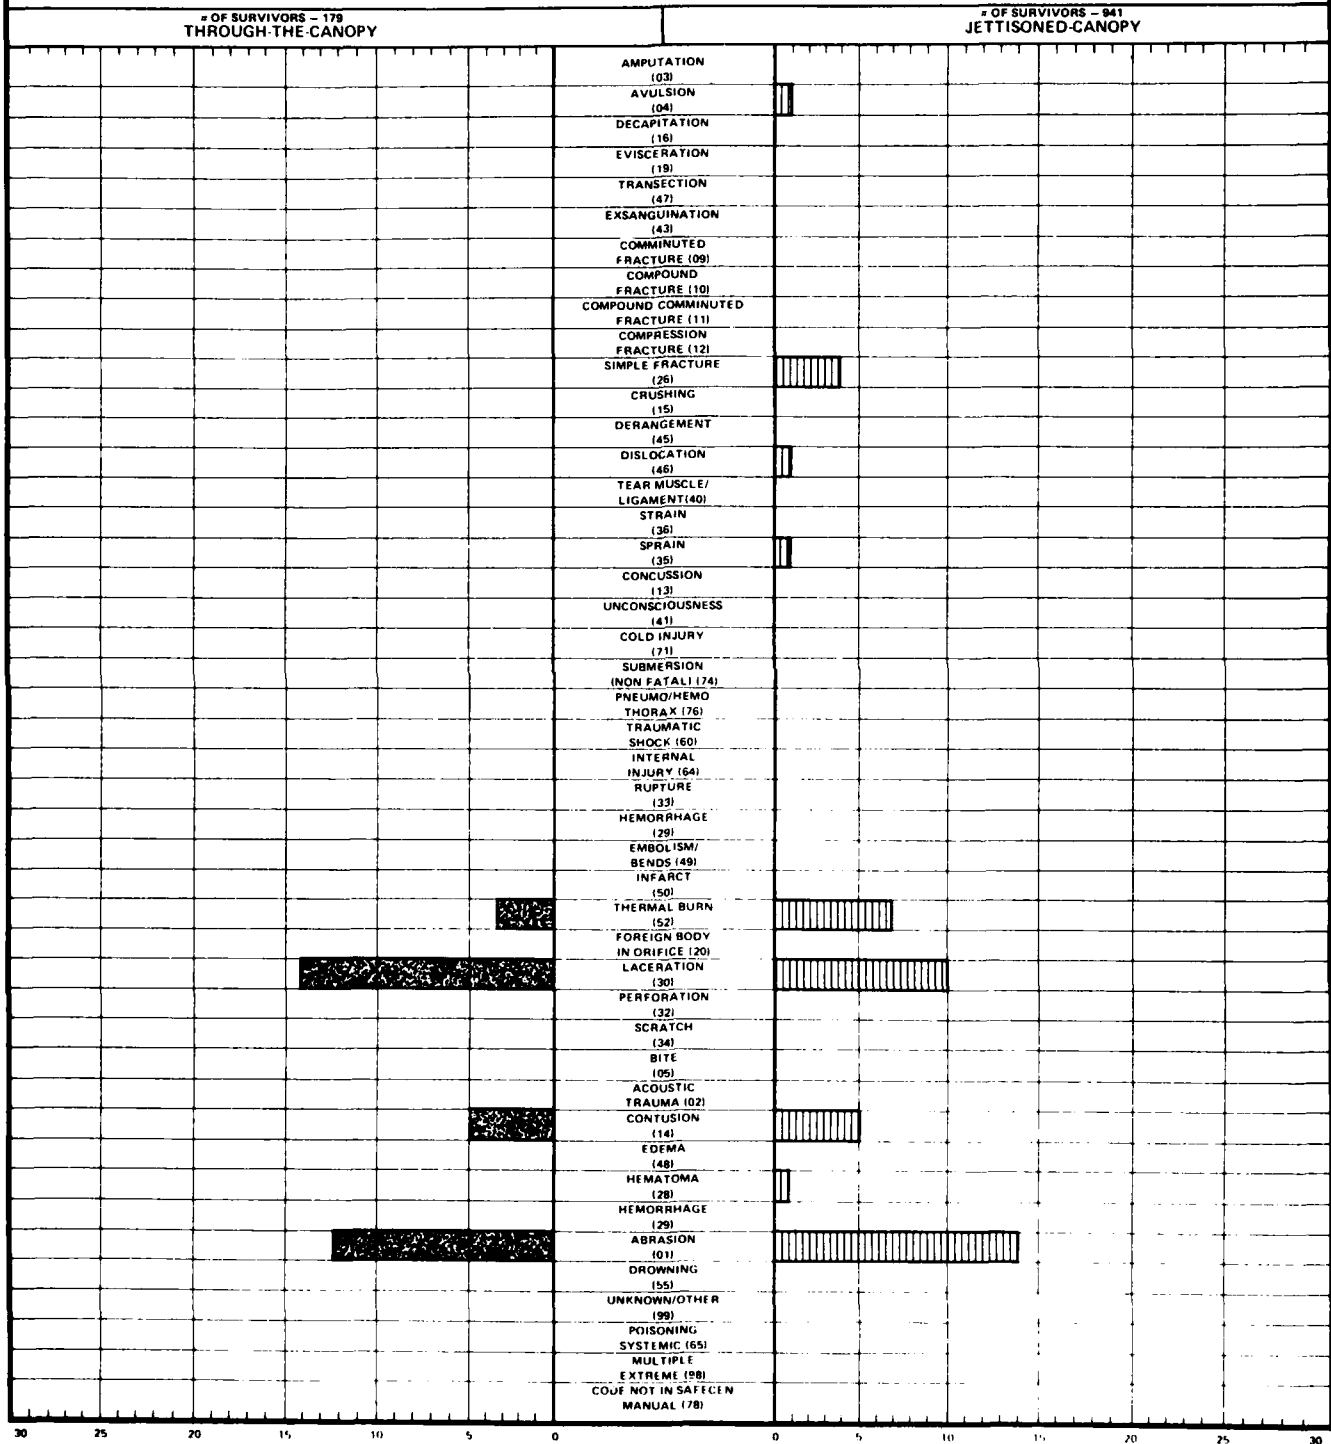 # OF SURVIVORS – 179
THROUGH-THE-CANOPY
# OF SURVIVORS – 941
JETTISONED-CANOPY
AMPUTATION
(03)
AVULSION
(04)
DECAPITATION
(16)
EVISCERATION
(19)
TRANSECTION
(47)
EXSANGUINATION
(43)
COMMINUTED
FRACTURE (09)
COMPOUND
FRACTURE (10)
COMPOUND COMMINUTED
FRACTURE (11)
COMPRESSION
FRACTURE (12)
SIMPLE FRACTURE
(26)
CRUSHING
(15)
DERANGEMENT
(45)
DISLOCATION
(46)
TEAR MUSCLE/
LIGAMENT(40)
STRAIN
(36)
SPRAIN
(35)
CONCUSSION
(13)
UNCONSCIOUSNESS
(41)
COLD INJURY
(71)
SUBMERSION
(NON FATAL) (74)
PNEUMO/HEMO
THORAX (76)
TRAUMATIC
SHOCK (60)
INTERNAL
INJURY (64)
RUPTURE
(33)
HEMORRHAGE
(29)
EMBOLISM/
BENDS (49)
INFARCT
(50)
THERMAL BURN
(52)
FOREIGN BODY
IN ORIFICE (20)
LACERATION
(30)
PERFORATION
(32)
SCRATCH
(34)
BITE
(05)
ACOUSTIC
TRAUMA (02)
CONTUSION
(14)
EDEMA
(48)
HEMATOMA
(28)
HEMORRHAGE
(29)
ABRASION
(01)
DROWNING
(55)
UNKNOWN/OTHER
(99)
POISONING
SYSTEMIC (65)
MULTIPLE
EXTREME (98)
CODE NOT IN SAFECEN
MANUAL (78)
30 25 20 15 10 5 0 0 5 10 15 20 25 30